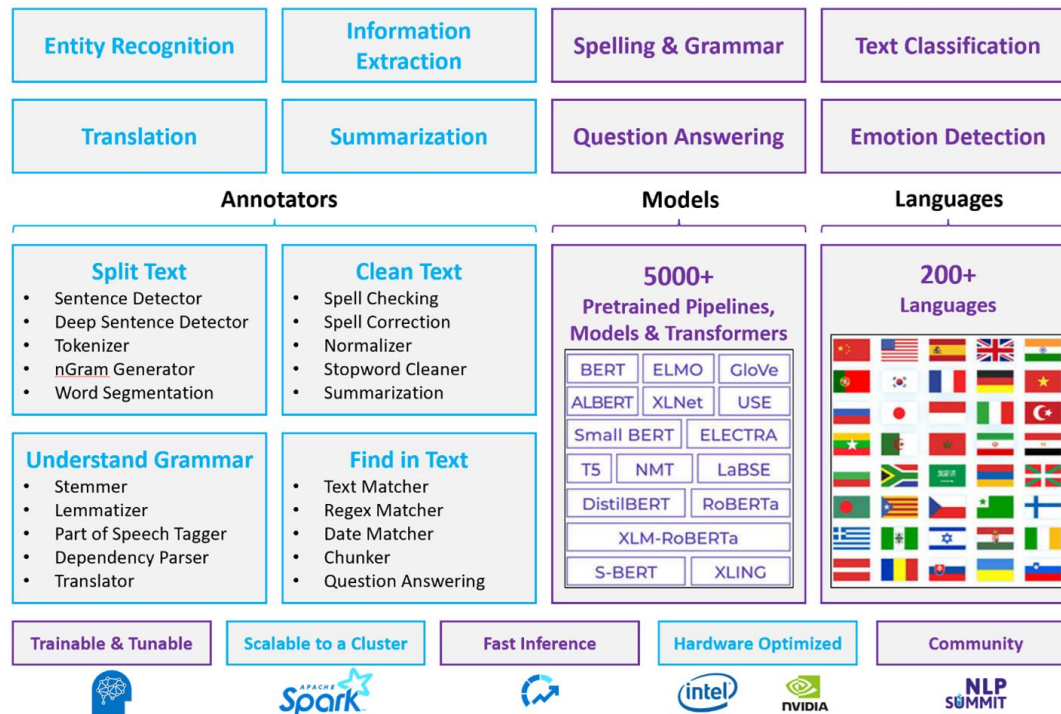 Entity Recognition
Information
Extraction
Spelling & Grammar
Text Classification
Translation
Summarization
Question Answering
Emotion Detection
Annotators
Models
Languages
Split Text
• Sentence Detector
• Deep Sentence Detector
• Tokenizer
• nGram Generator
• Word Segmentation
Clean Text
• Spell Checking
• Spell Correction
• Normalizer
• Stopword Cleaner
• Summarization
Understand Grammar
• Stemmer
• Lemmatizer
• Part of Speech Tagger
• Dependency Parser
• Translator
Find in Text
• Text Matcher
• Regex Matcher
• Date Matcher
• Chunker
• Question Answering
5000+
Pretrained Pipelines,
Models & Transformers
BERT ELMO GloVe
ALBERT XLNet USE
Small BERT ELECTRA
T5 NMT LaBSE
DistilBERT RoBERTa
XLM-RoBERTa
S-BERT XLING
200+
Languages
Trainable & Tunable
Scalable to a Cluster
Fast Inference
Hardware Optimized
Community
APACHE
Spark
intel
NVIDIA
NLP
SUMMIT